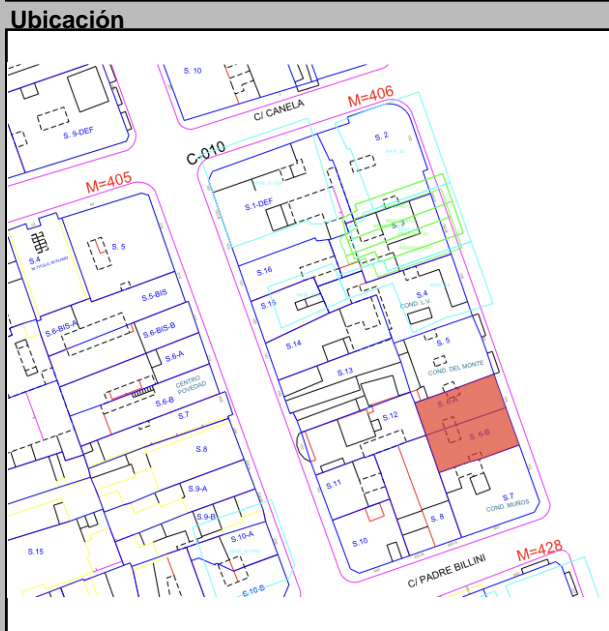 Ubicación
S. 10
C/ CANELA
M=406
S. 9-DEF
C-010
S. 2
M=405
S.1-DEF
S.4
S. 5
S.3
S.16
S.5-BIS
S.15
S.4
COND. L.V.
S.6-BIS-A
S.6-BIS-B
S.14
S. 5
S.6-A
S.13
COND. DEL MONTE
CENTRO
POVEDAD
S.6-B
S. 6-A
S.7
S.12
S. 6-B
S.8
S.11
S.9-A
S.7
COND. MUÑOS
S.9-B
S. 8
S.15
S.10-A
S.10
M=428
C/ PADRE BILLINI
S.10-B